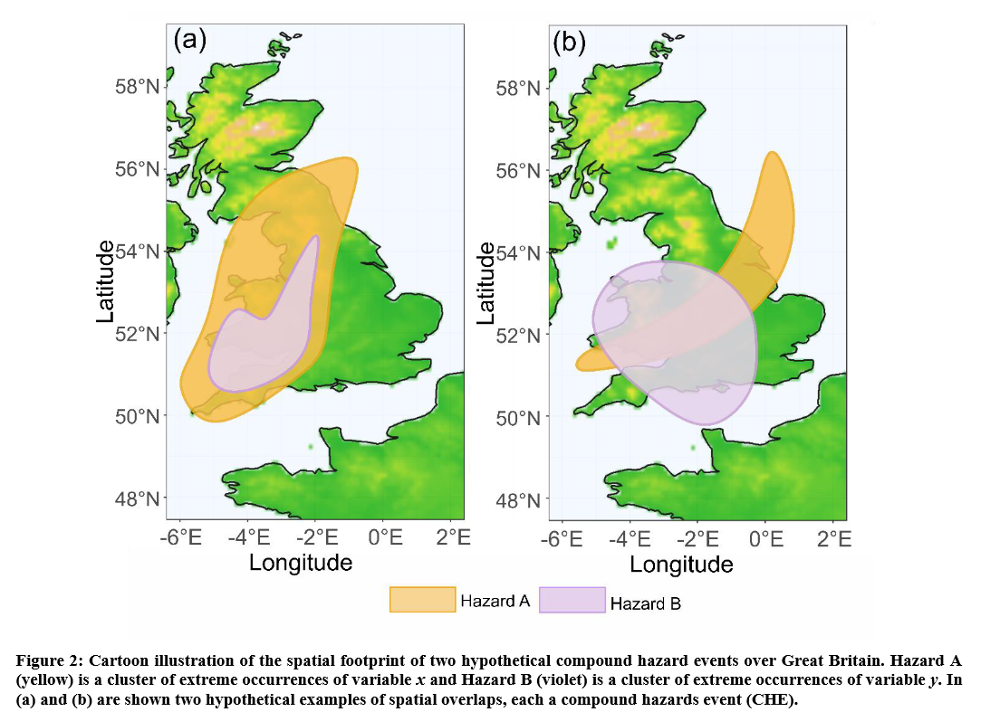 (a)
(b)
58°N
56°N
54°N
52°N
50°N
48°N
Latitude
-6°E -4°E -2°E 0°E 2°E
Longitude
58°N
56°N
54°N
52°N
50°N
48°N
Latitude
-6°E -4°E -2°E 0°E 2°E
Longitude
Hazard A Hazard B
Figure 2: Cartoon illustration of the spatial footprint of two hypothetical compound hazard events over Great Britain. Hazard A
(yellow) is a cluster of extreme occurrences of variable x and Hazard B (violet) is a cluster of extreme occurrences of variable y. In
(a) and (b) are shown two hypothetical examples of spatial overlaps, each a compound hazards event (CHE).